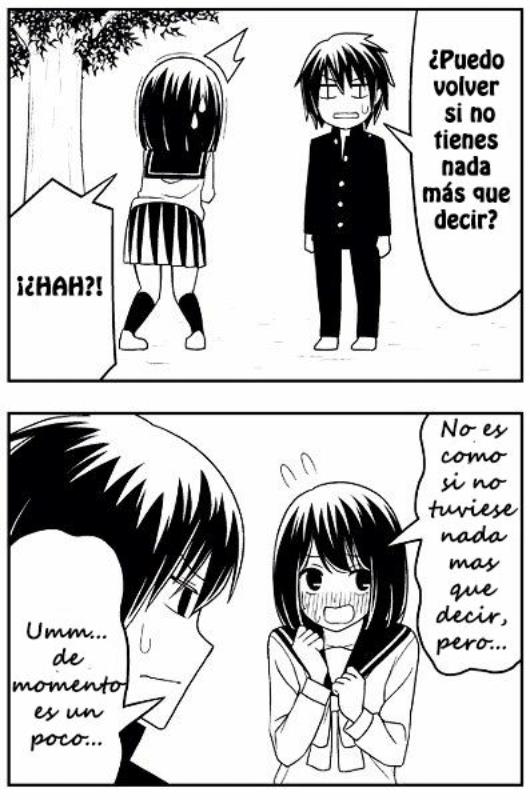 ¿Puedo
volver
si no
tienes
nada
más que
decir?
¡¿HAH?!
No es
como
si no
tuviese
nada
mas
que
decir,
pero...
Umm...
de
momento
es un
poco...